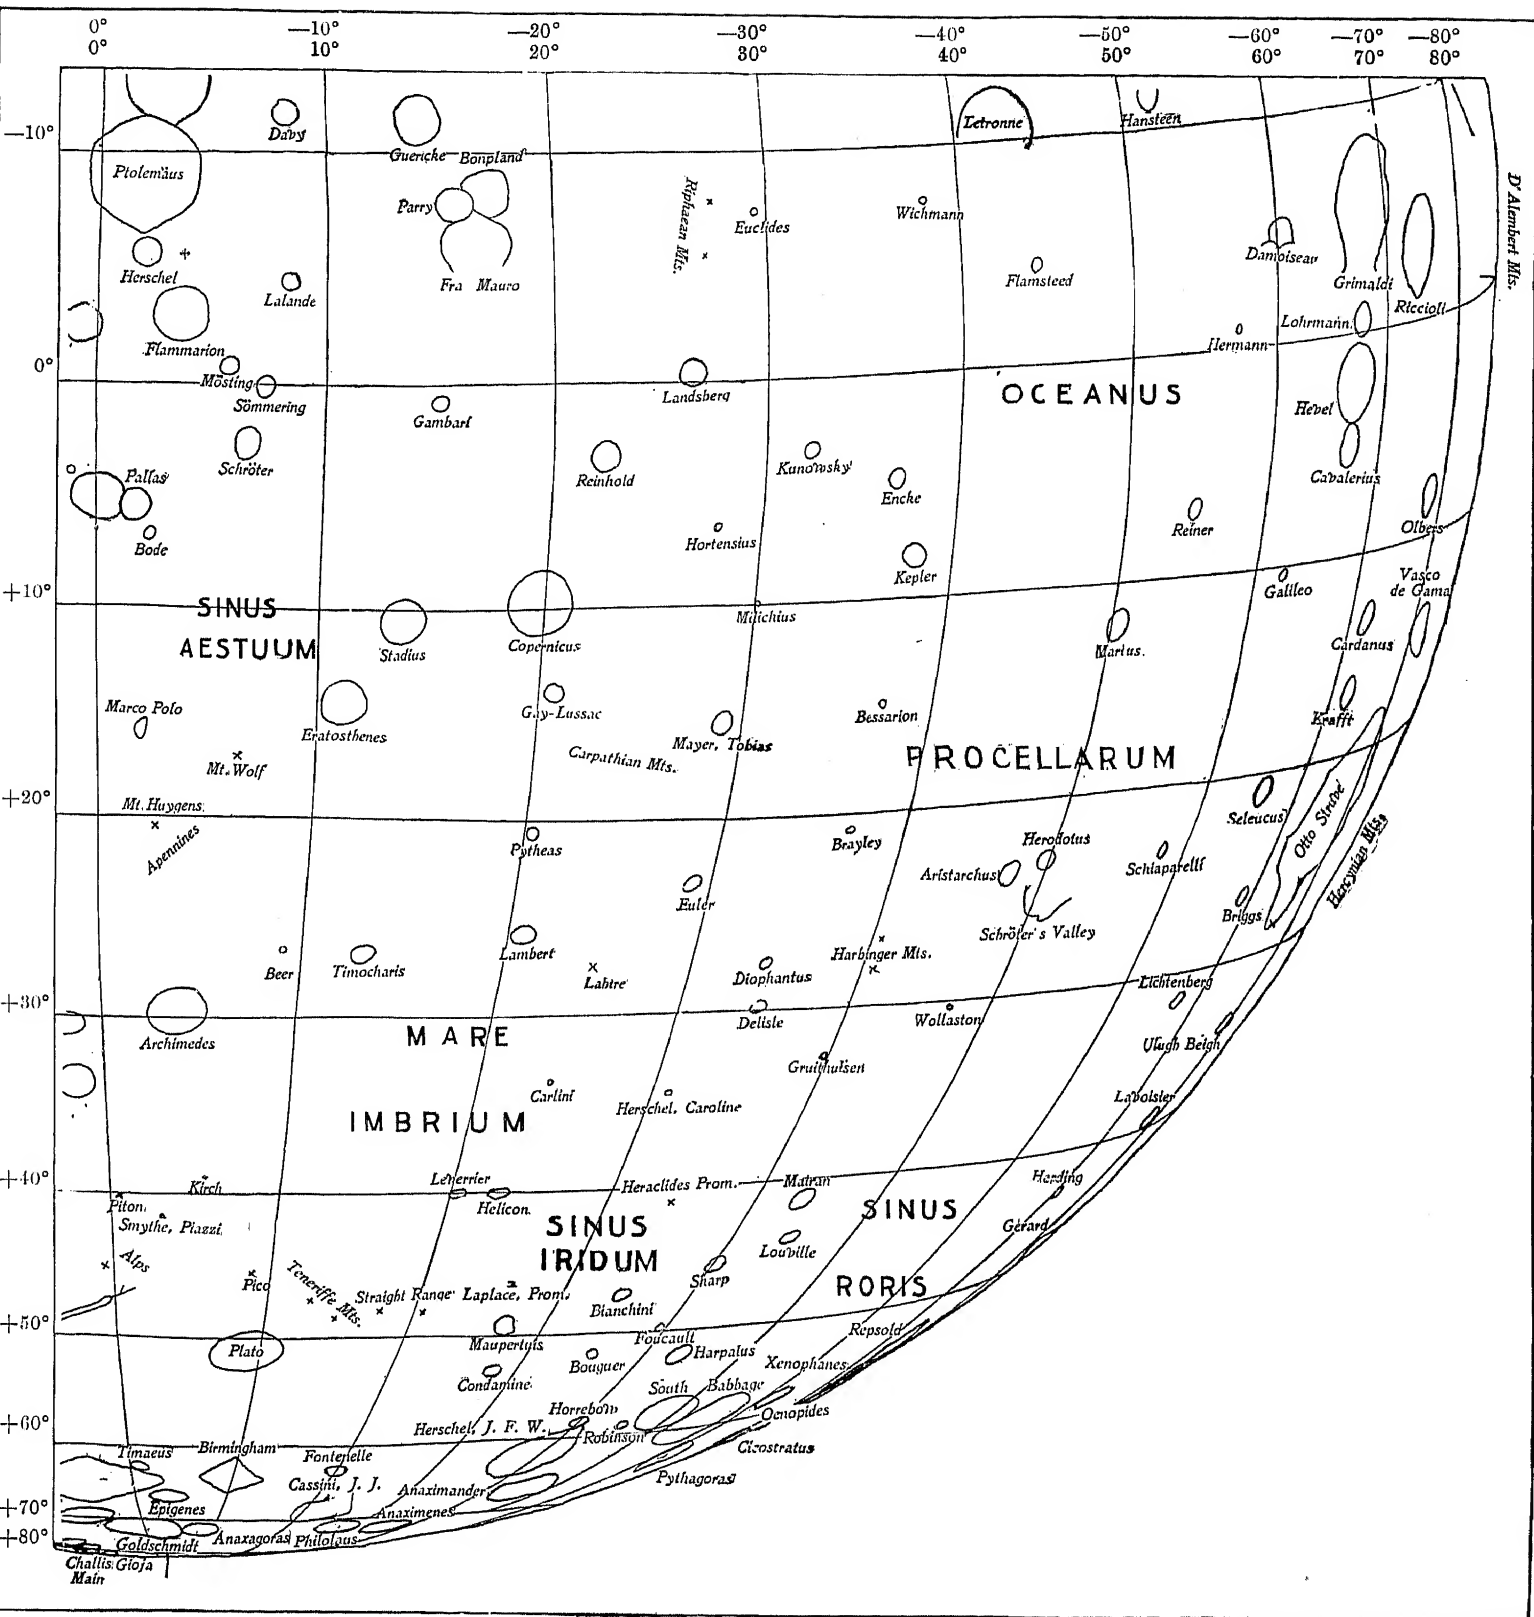 0° —10° —20° —30° —40° —50° —60° —70° —80°
0° 10° 20° 30° 40° 50° 60° 70° 80°
Davy
Guericke
Letronne
Hansteen
—10°
Bonpland
Ptolemäus
Parry
Riphaean Mts.
Euclides
Wichmann
D'Alembert Mts.
Herschel
Lalande
Fra Mauro
Flamsteed
Damoiseau
Grimaldi
Riccioli
Flammarion
Lohrmann
Hermann
0°
Mösting
Sömmering
Gambart
Landsberg
OCEANUS
Hevel
Schröter
Pallas
Reinhold
Kunowsky
Encke
Cavalerius
Bode
Hortensius
Reiner
Olbers
Kepler
Galileo
Vasco
de Gama
+10°
SINUS
AESTUUM
Stadius
Copernicus
Milichius
Marius.
Cardanus
Marco Polo
Eratosthenes
Gay-Lussac
Mayer, Tobias
Bessarion
Krafft
Mt. Wolf
Carpathian Mts.
PROCELLARUM
+20°
Mt. Huygens
Apennines
Pytheas
Brayley
Herodotus
Aristarchus
Schiaparelli
Seleucus
Otto Struve
Hercynian Mts.
Euler
Schröter's Valley
Briggs
Beer
Timocharis
Lambert
Lahire
Diophantus
Harbinger Mts.
Lichtenberg
+30°
Archimedes
MARE
Delisle
Wollaston
Ulugh Beigh
Gruithuisen
Carlini
Herschel, Caroline
Lavoisier
IMBRIUM
+40°
Kirch
Piton
Leverrier
Helicon
Heraclides Prom.
Mairan
Harding
Smythe, Piazzi
SINUS
IRIDUM
SINUS
Gérard
Louville
Alps
Pico
Teneriffe Mts.
Straight Range
Laplace, Prom.
Sharp
RORIS
Bianchini
+50°
Plato
Maupertuis
Foucault
Repsold
Bouguer
Harpalus
Xenophanes
Condamine
South
Babbage
Horrebow
Oenopides
+60°
Herschel, J. F. W.
Robinson
Timaeus
Birmingham
Fontenelle
Cleostratus
Cassini, J. J.
Anaximander
Pythagoras
+70°
Epigenes
Anaximenes
+80°
Goldschmidt
Anaxagoras
Philolaus
Challis
Gioja
Main